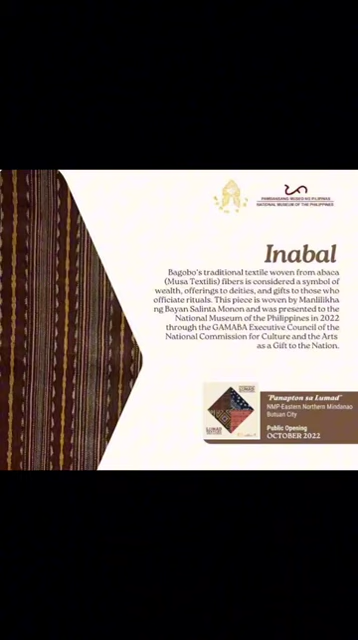 PAMBANSANG MUSEO NG PILIPINAS
NATIONAL MUSEUM OF THE PHILIPPINES
Inabal
Bagobo's traditional textile woven from abaca
(Musa Textilis) fibers is considered a symbol of
wealth, offerings to deities, and gifts to those who
officiate rituals. This piece is woven by Manlilikha
ng Bayan Salinta Monon and was presented to the
National Museum of the Philippines in 2022
through the GAMABA Executive Council of the
National Commission for Culture and the Arts
as a Gift to the Nation.
"Panapton sa Lumad"
NMP-Eastern Northern Mindanao
Butuan City
Public Opening
OCTOBER 2022
LUMAD